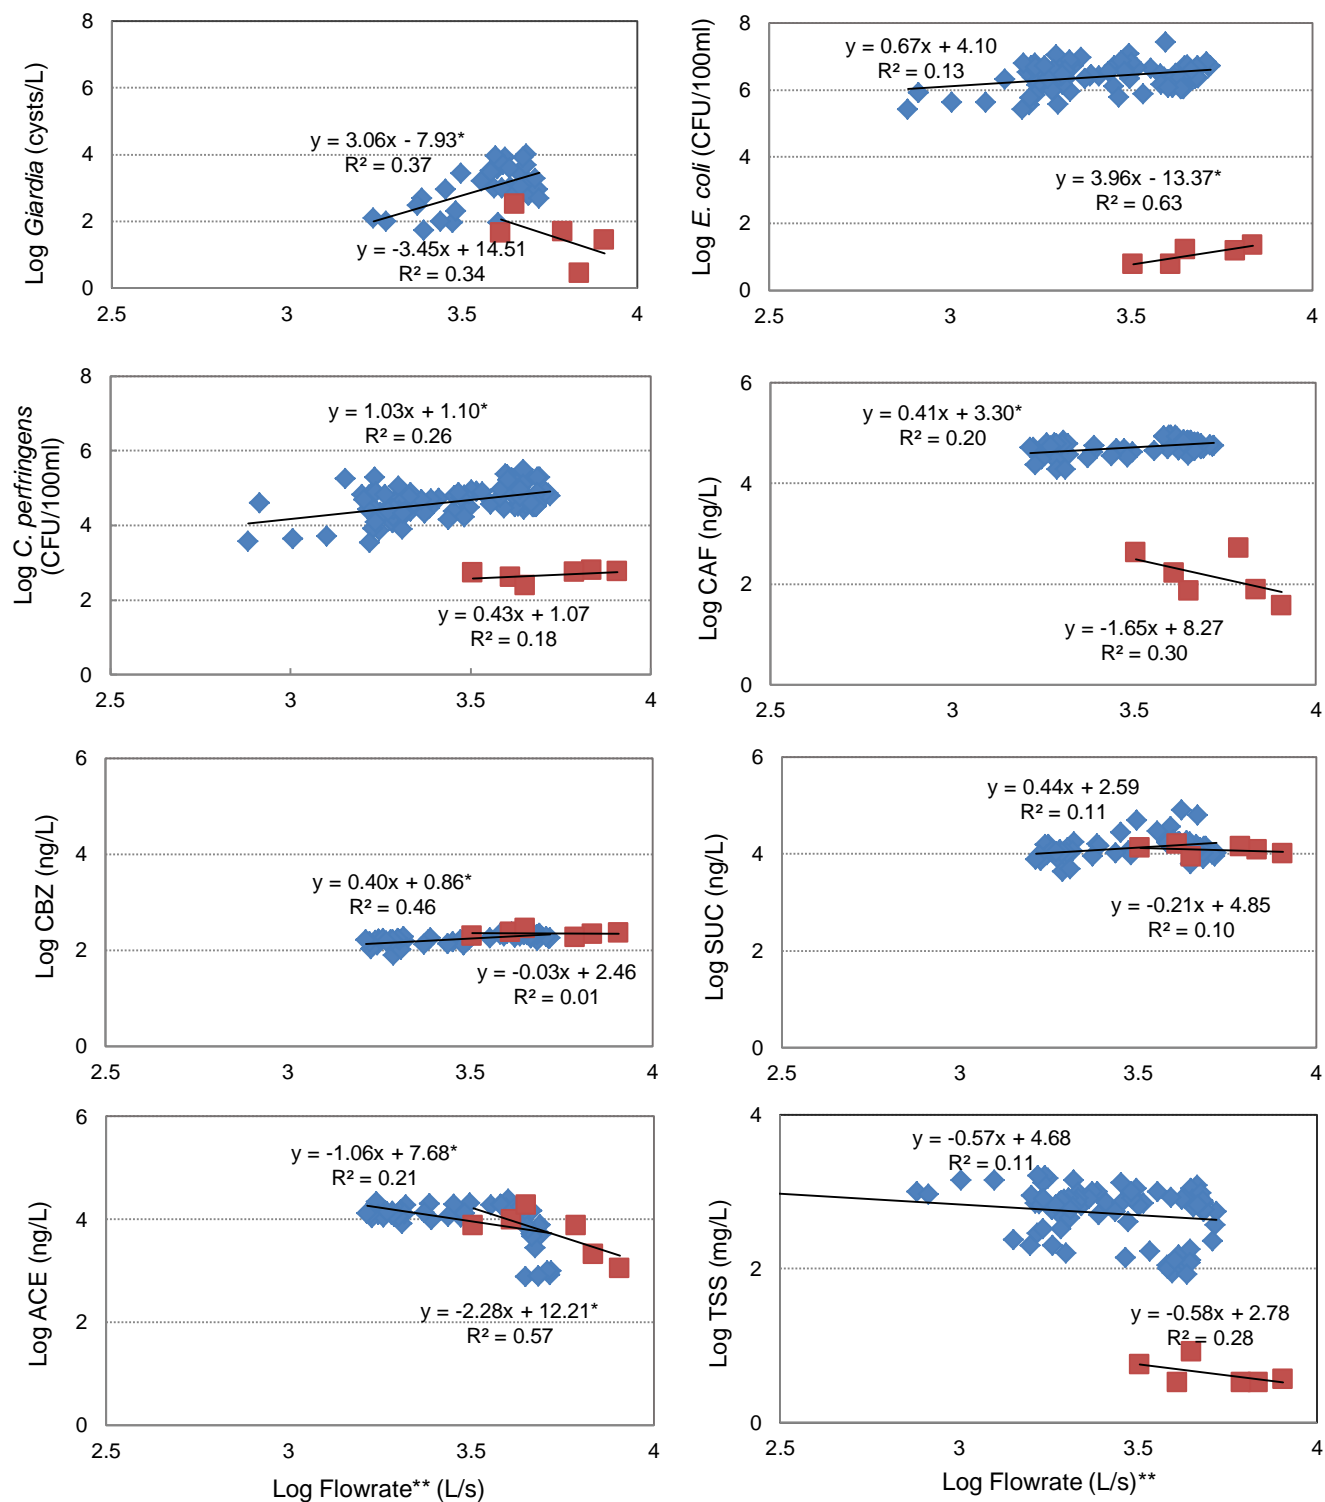 Log Giardia (cysts/L)
8
6
4
2
0
2.5
3
3.5
4
y = 3.06x - 7.93*
R² = 0.37
y = -3.45x + 14.51
R² = 0.34
Log E. coli (CFU/100ml)
8
6
4
2
0
2.5
3
3.5
4
y = 0.67x + 4.10
R² = 0.13
y = 3.96x - 13.37*
R² = 0.63
Log C. perfringens
(CFU/100ml)
8
6
4
2
0
2.5
3
3.5
4
y = 1.03x + 1.10*
R² = 0.26
y = 0.43x + 1.07
R² = 0.18
Log CAF (ng/L)
6
4
2
0
2.5
3
3.5
4
y = 0.41x + 3.30*
R² = 0.20
y = -1.65x + 8.27
R² = 0.30
Log CBZ (ng/L)
6
4
2
0
2.5
3
3.5
4
y = 0.40x + 0.86*
R² = 0.46
y = -0.03x + 2.46
R² = 0.01
Log SUC (ng/L)
6
4
2
0
2.5
3
3.5
4
y = 0.44x + 2.59
R² = 0.11
y = -0.21x + 4.85
R² = 0.10
Log ACE (ng/L)
6
4
2
0
2.5
3
3.5
4
y = -1.06x + 7.68*
R² = 0.21
y = -2.28x + 12.21*
R² = 0.57
Log Flowrate** (L/s)
Log TSS (mg/L)
4
2
0
2.5
3
3.5
4
y = -0.57x + 4.68
R² = 0.11
y = -0.58x + 2.78
R² = 0.28
Log Flowrate (L/s)**